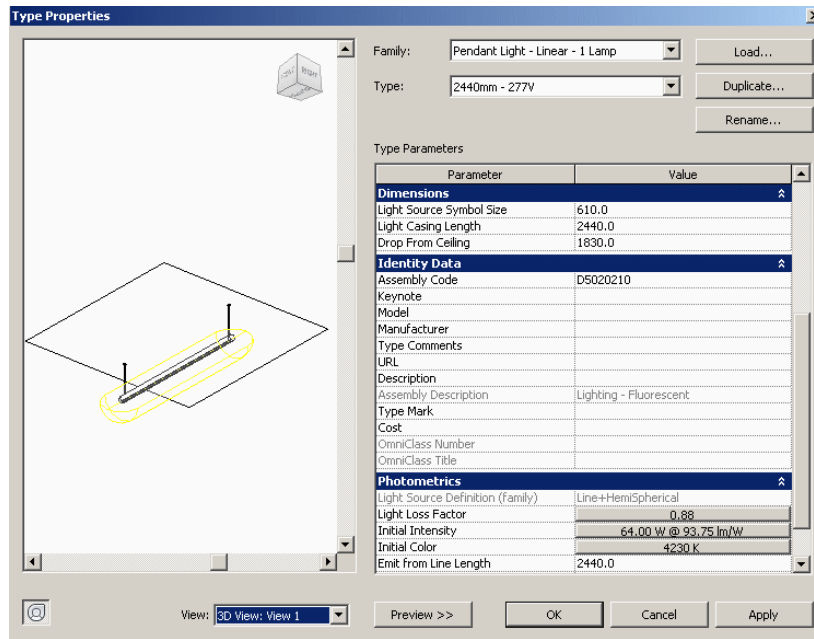 Type Properties
Family: Pendant Light - Linear - 1 Lamp Load...
Type: 2440mm - 277V Duplicate...
Rename...
Type Parameters
Parameter Value
Dimensions
Light Source Symbol Size 610.0
Light Casing Length 2440.0
Drop From Ceiling 1830.0
Identity Data
Assembly Code D5020210
Keynote
Model
Manufacturer
Type Comments
URL
Description
Assembly Description Lighting - Fluorescent
Type Mark
Cost
OmniClass Number
OmniClass Title
Photometrics
Light Source Definition (family) Line+HemiSpherical
Light Loss Factor 0.88
Initial Intensity 64.00 W @ 93.75 lm/W
Initial Color 4230 K
Emit from Line Length 2440.0
View: 3D View: View 1 Preview >> OK Cancel Apply
RIGHT